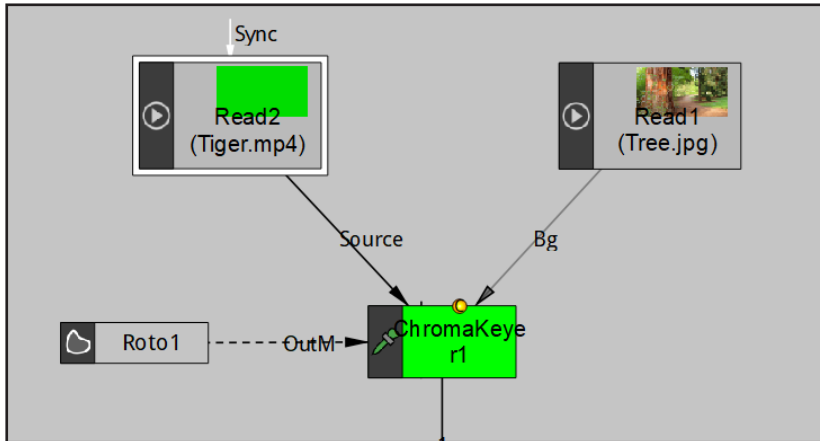 Sync
Read2
(Tiger.mp4)
Read1
(Tree.jpg)
Source
Bg
Roto1
OutM
ChromaKeye
r1